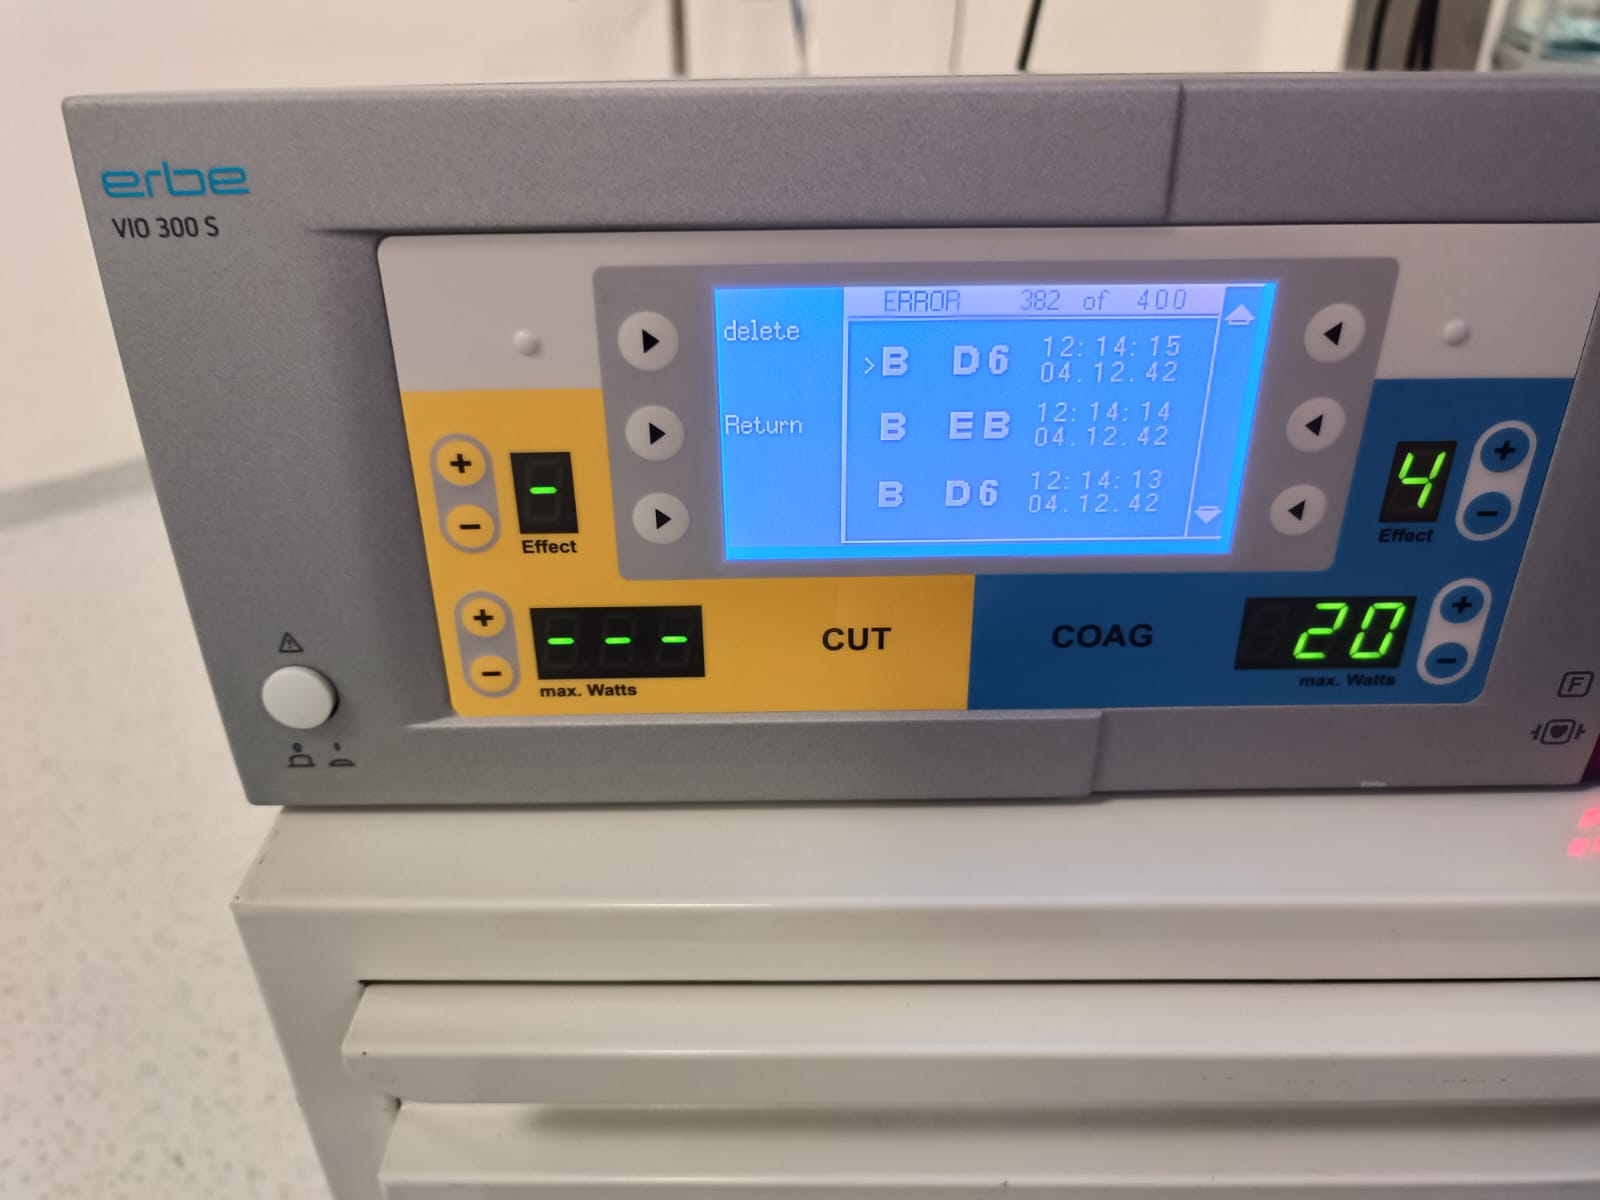 erbe
VIO 300 S
delete
Return
ERROR 382 of 400
>B D6 12:14:15
04.12.42
B EB 12:14:14
04.12.42
B D6 12:14:13
04.12.42
+
-
-
Effect
+
-
- - -
max. Watts
CUT
COAG
4
Effect
+
-
20
max. Watts
+
-
F